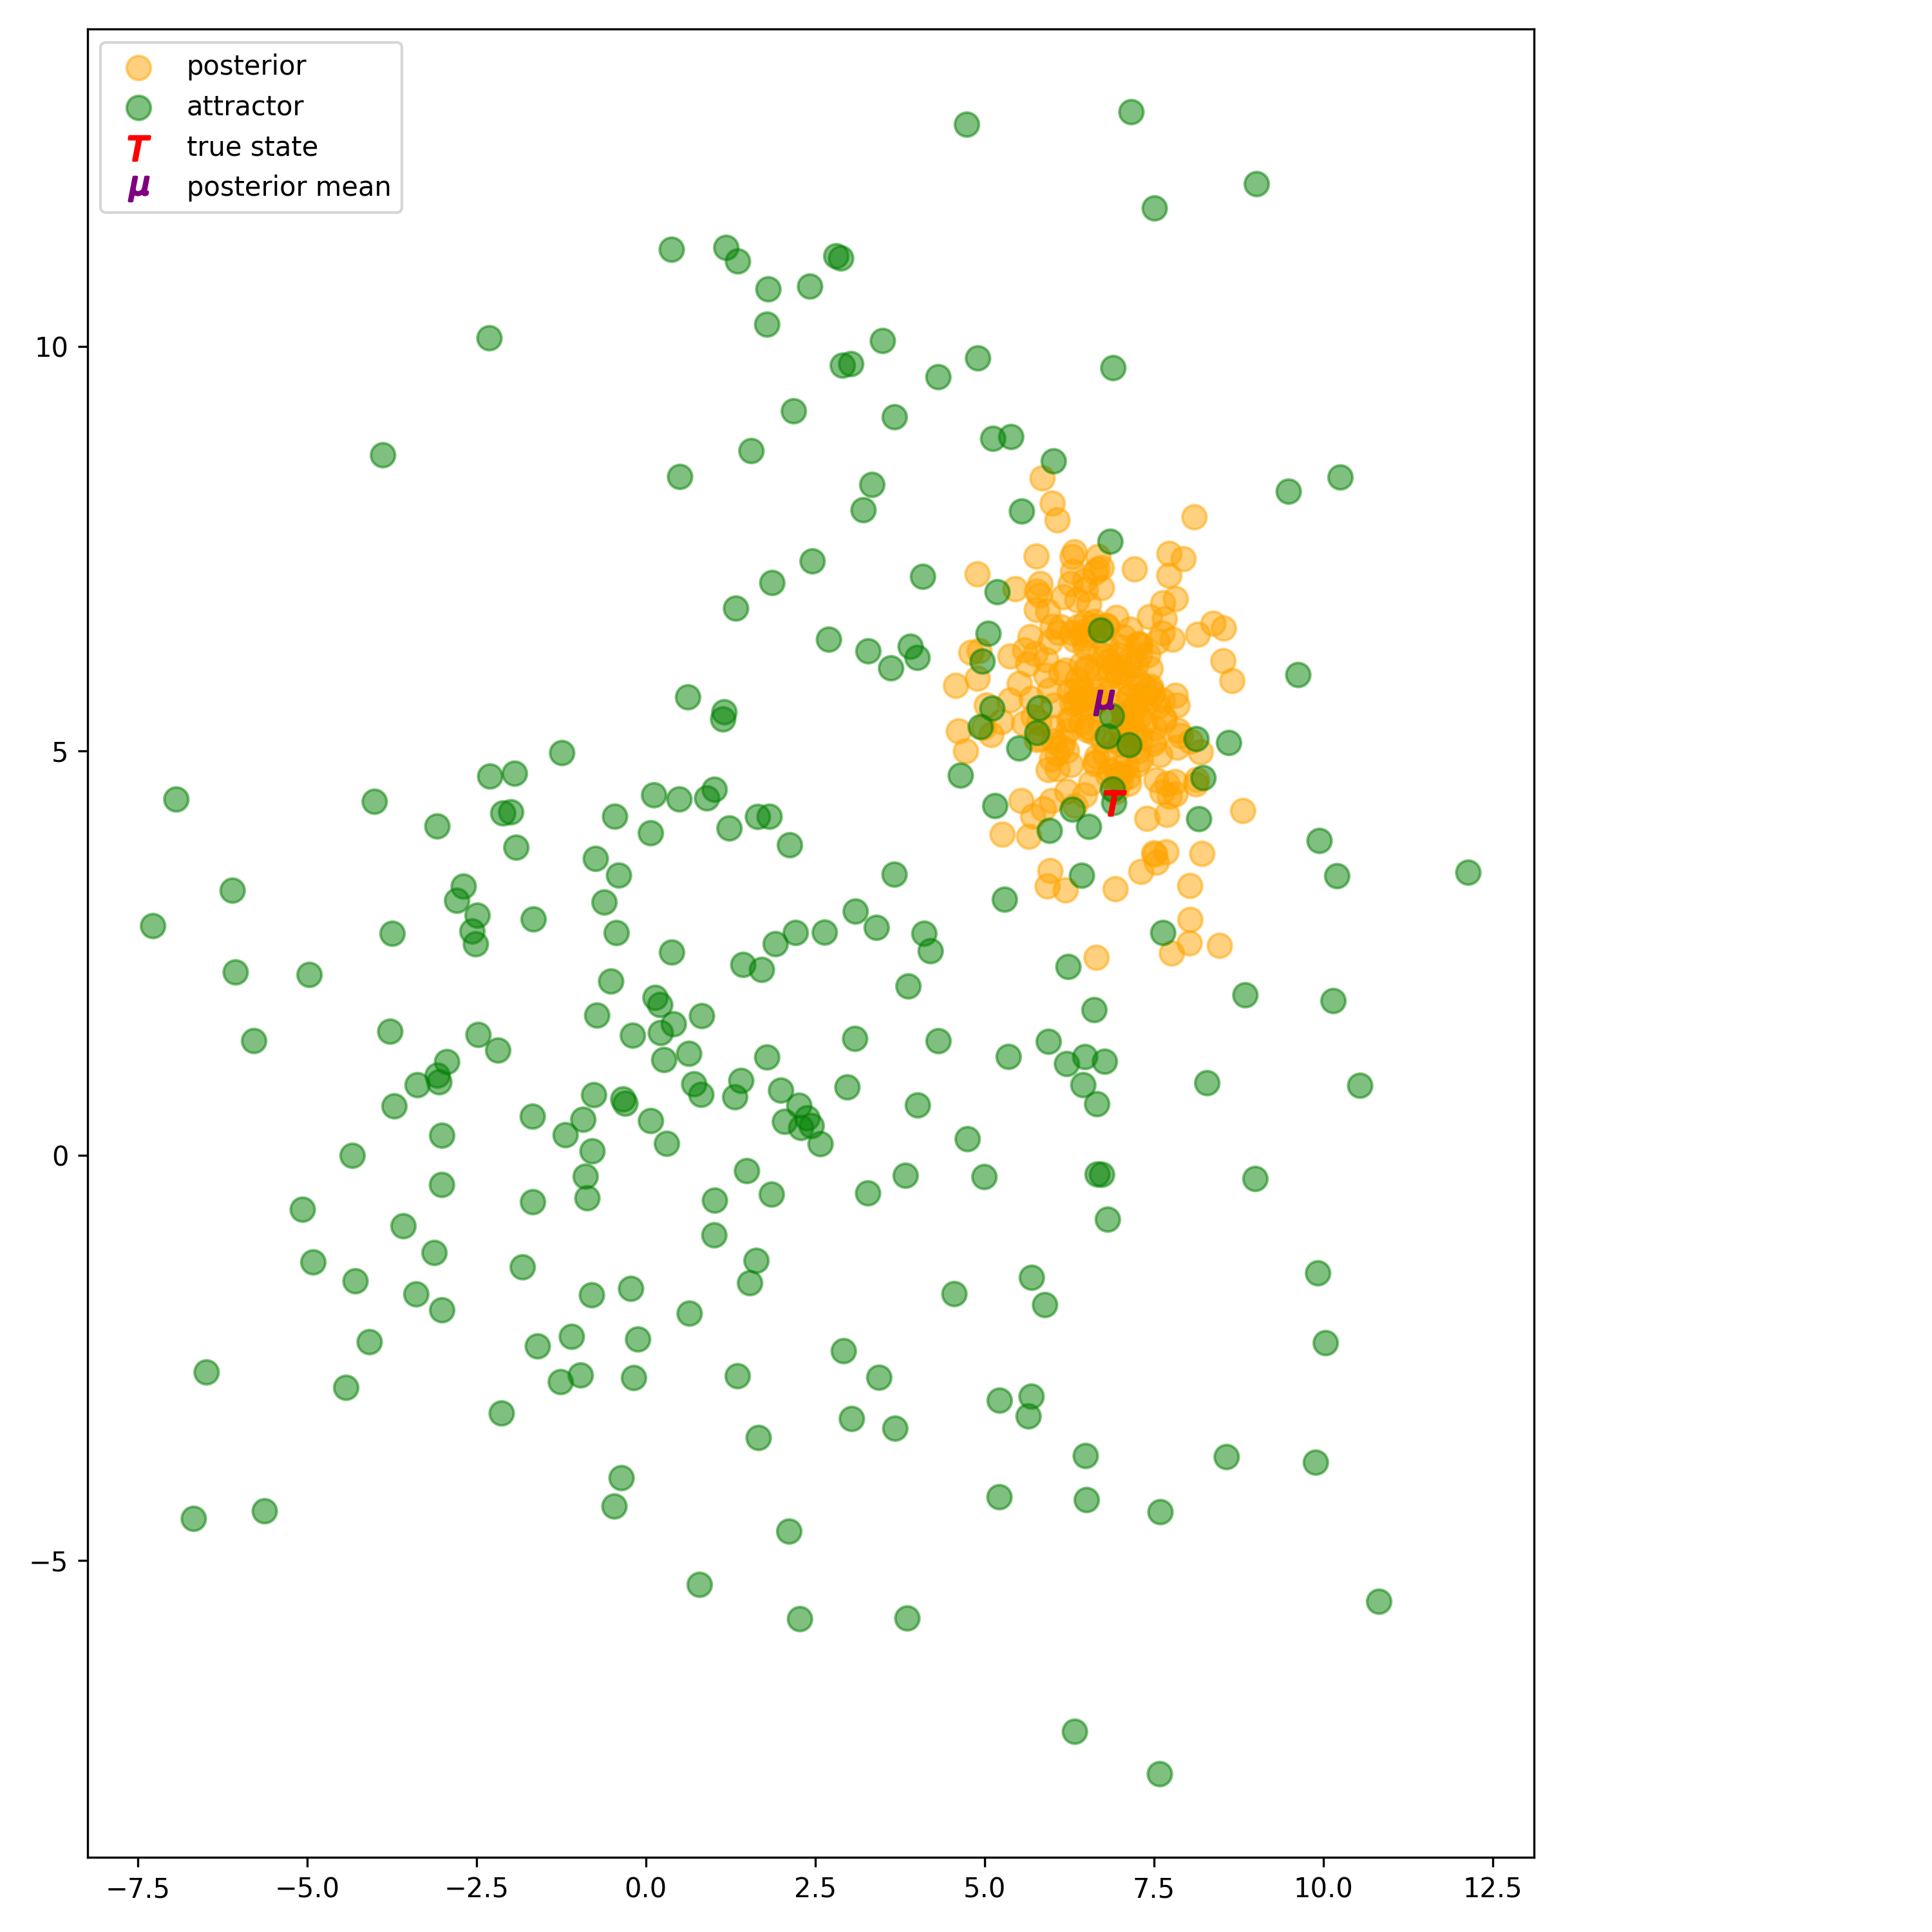 posterior
attractor
T true state
μ posterior mean
10
5
0
−5
−7.5 −5.0 −2.5 0.0 2.5 5.0 7.5 10.0 12.5
μ
T